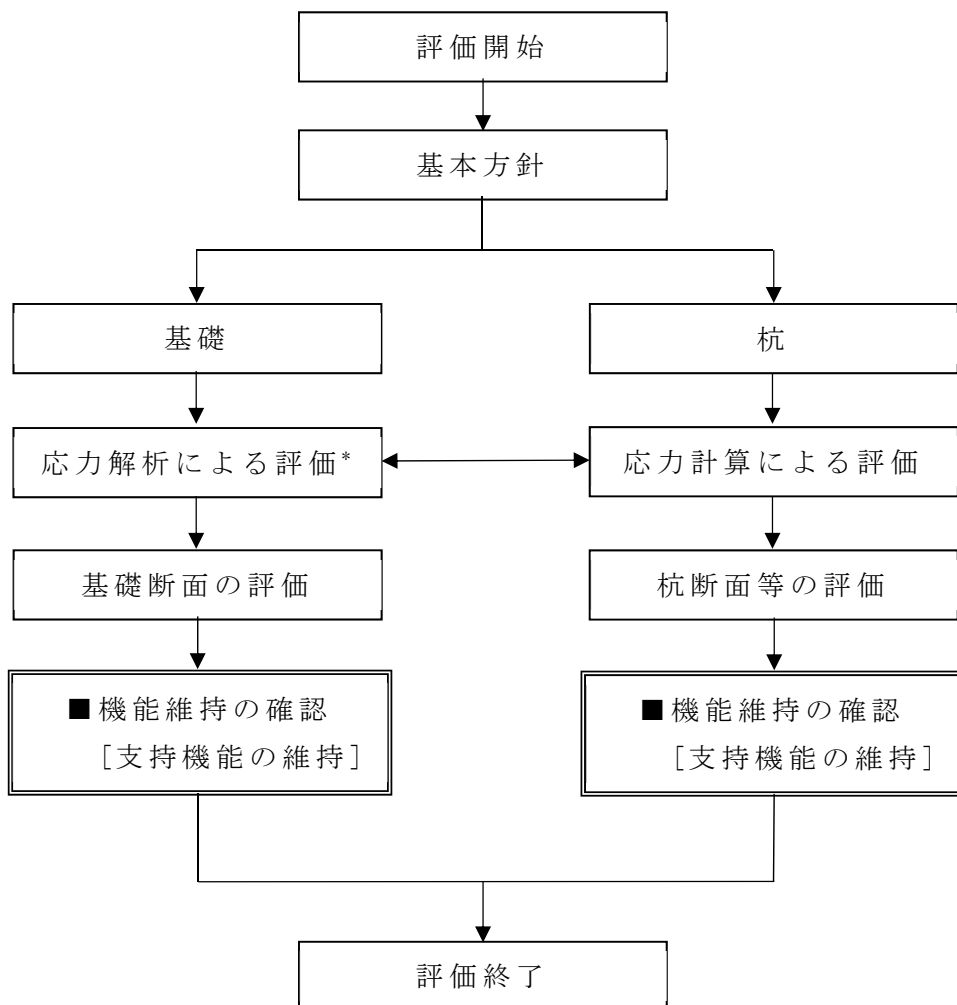 評価開始
基本方針
基礎
杭
応力解析による評価*
応力計算による評価
基礎断面の評価
杭断面等の評価
■機能維持の確認
[支持機能の維持]
■機能維持の確認
[支持機能の維持]
評価終了